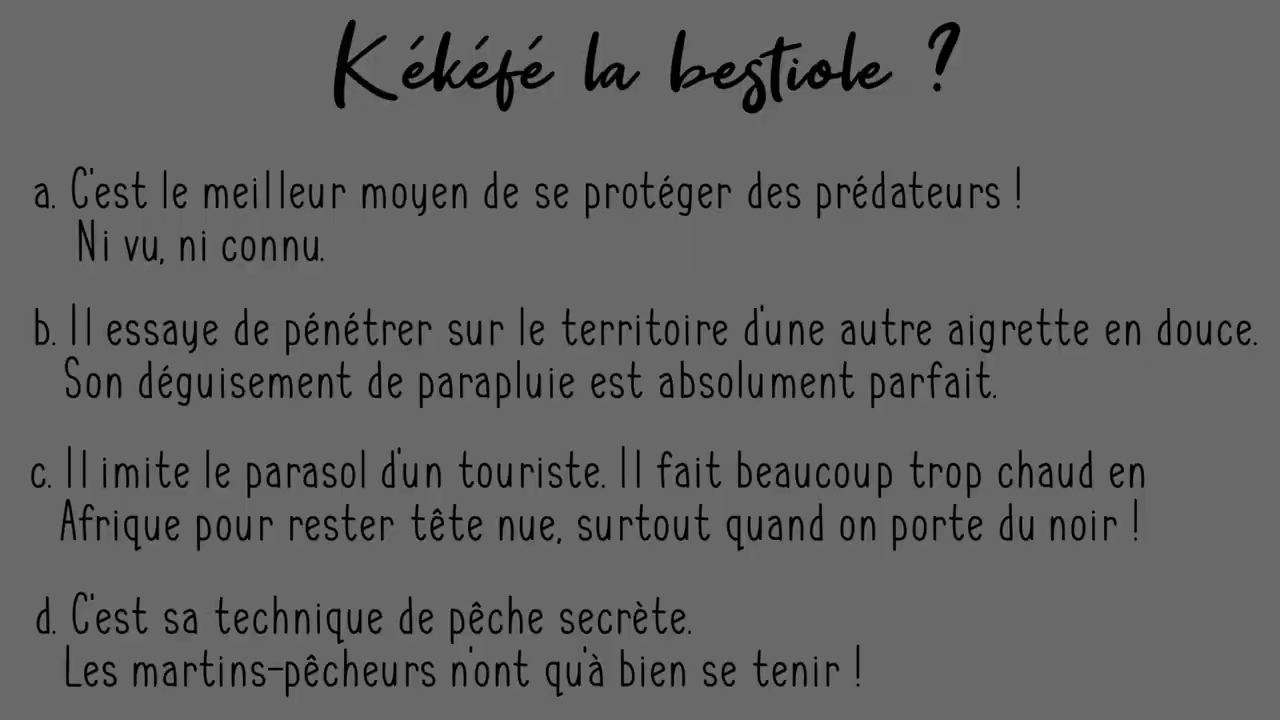 Kékéfé la bestiole ?
a. C'est le meilleur moyen de se protéger des prédateurs !
Ni vu, ni connu.
b. Il essaye de pénétrer sur le territoire d'une autre aigrette en douce.
Son déguisement de parapluie est absolument parfait.
c. Il imite le parasol d'un touriste. Il fait beaucoup trop chaud en
Afrique pour rester tête nue, surtout quand on porte du noir !
d. C'est sa technique de pêche secrète.
Les martins-pêcheurs n'ont qu'à bien se tenir !